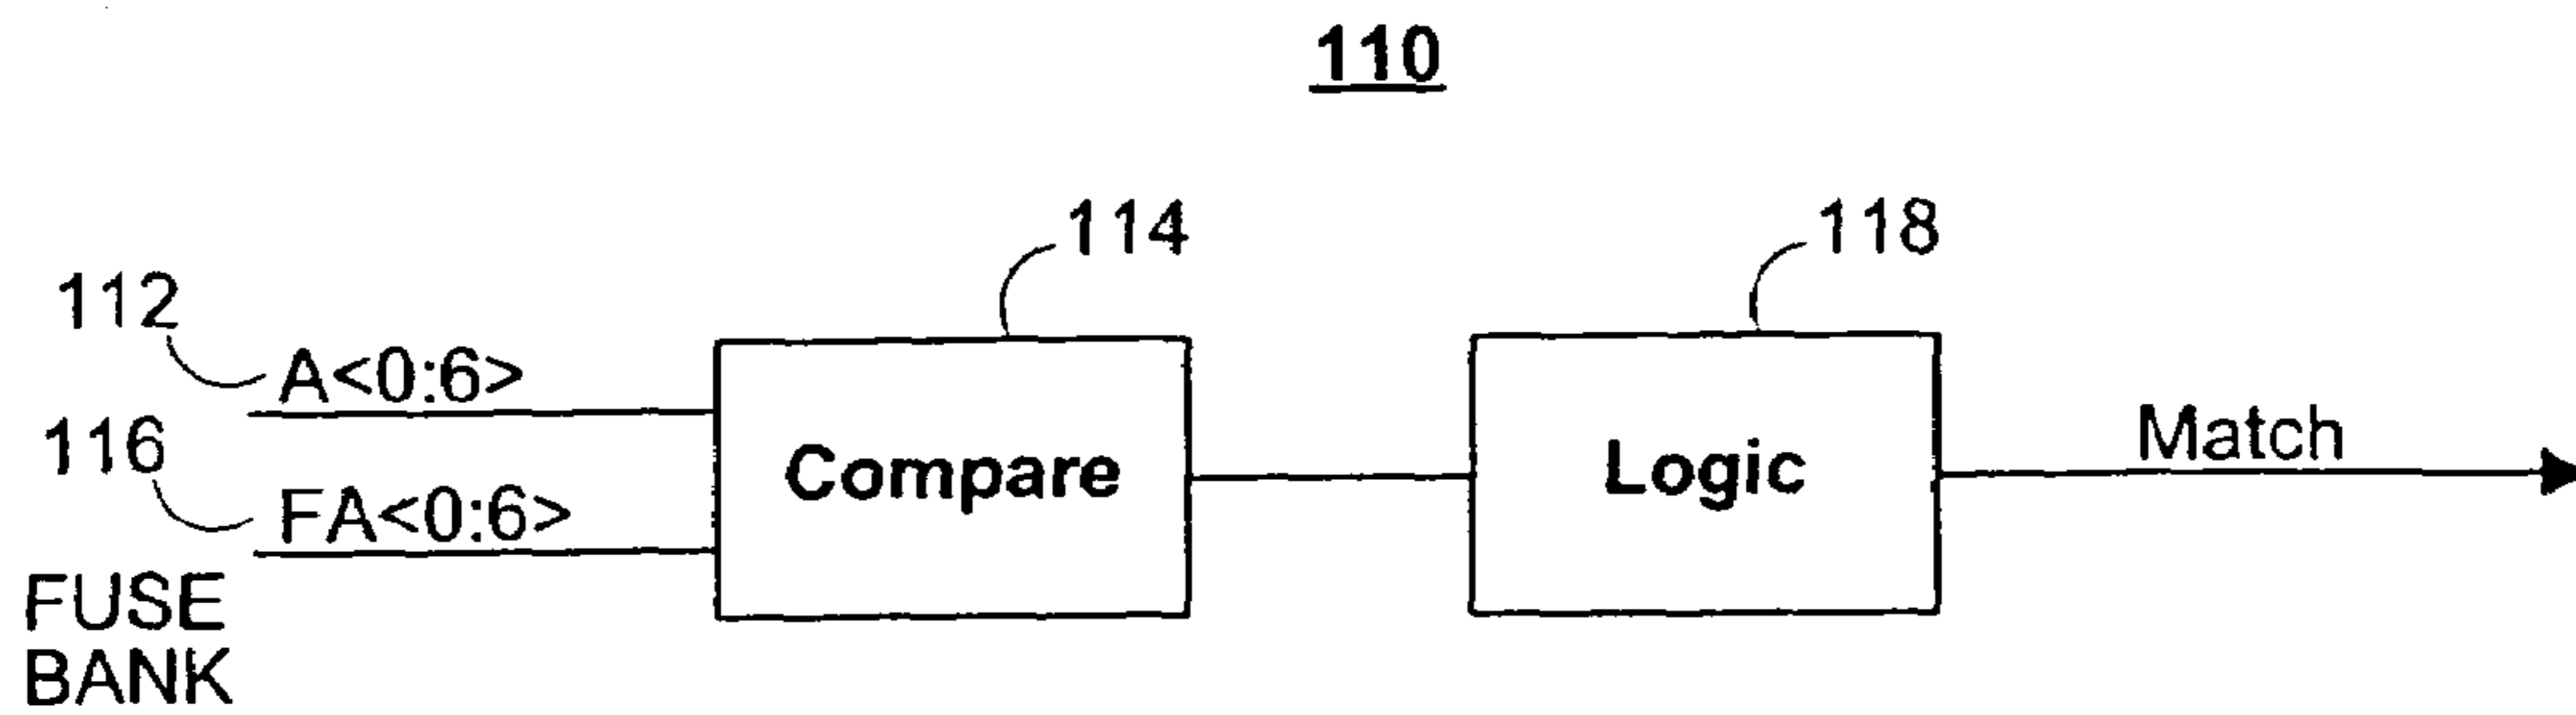 110
114
118
112
A<0:6>
116
FA<0:6>
FUSE
BANK
Compare
Logic
Match